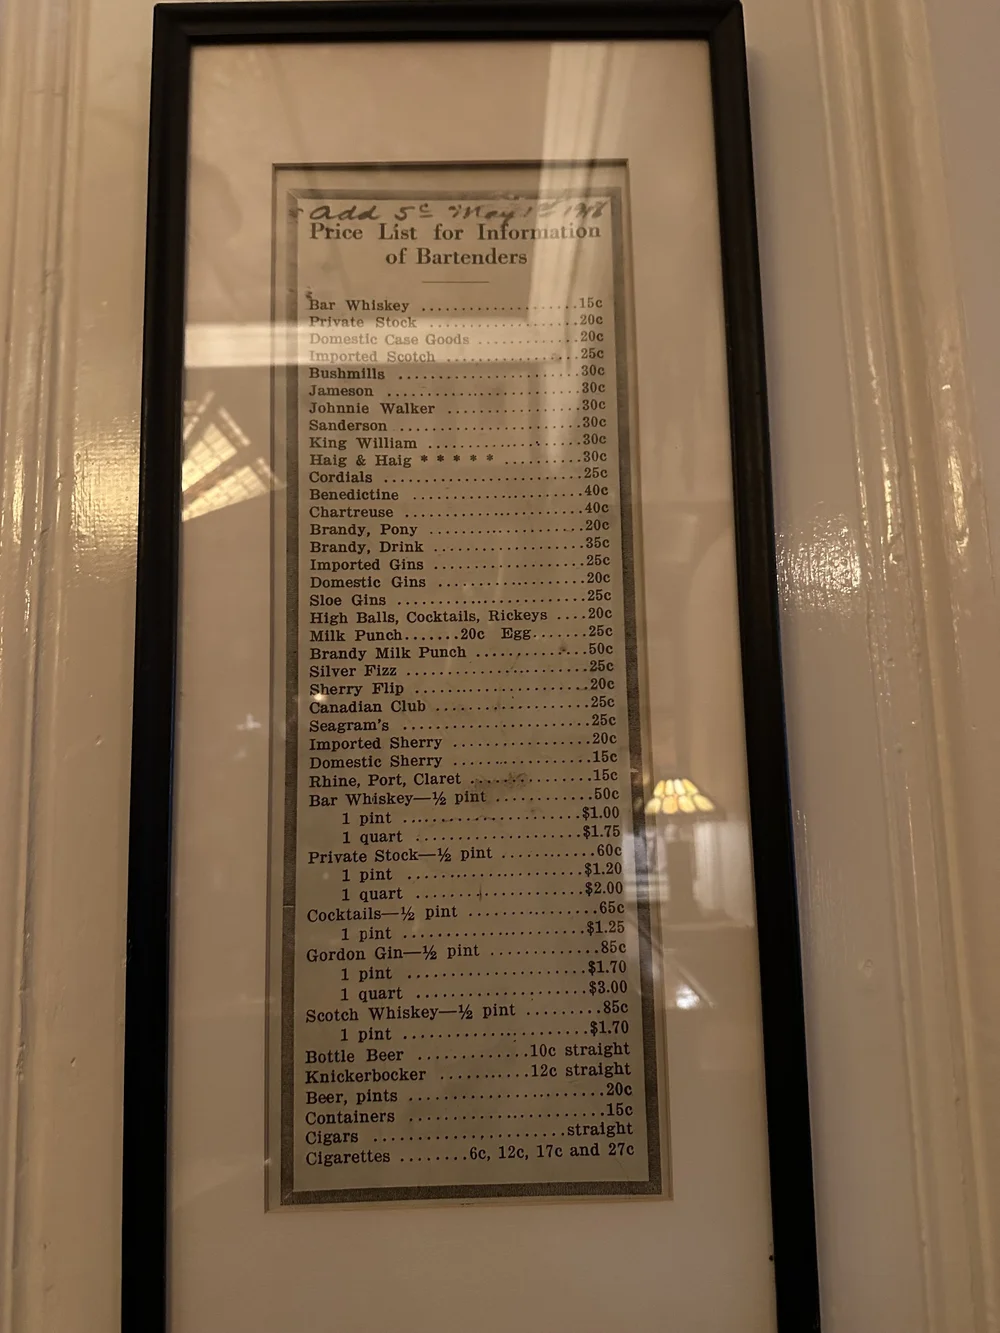 Add 5c May 1st
Price List for Information
of Bartenders
Bar Whiskey ....................15c
Private Stock ....................20c
Domestic Case Goods .............20c
Imported Scotch .................25c
Bushmills .......................30c
Jameson .........................30c
Johnnie Walker ..................30c
Sanderson .......................30c
King William ....................30c
Haig & Haig * * * * * ..........30c
Cordials ........................25c
Benedictine .....................40c
Chartreuse ......................40c
Brandy, Pony ....................20c
Brandy, Drink ...................35c
Imported Gins ...................25c
Domestic Gins ...................20c
Sloe Gins .......................25c
High Balls, Cocktails, Rickeys ....20c
Milk Punch.......20c Egg.......25c
Brandy Milk Punch ..............50c
Silver Fizz .....................25c
Sherry Flip .....................20c
Canadian Club ...................25c
Seagram's .......................25c
Imported Sherry .................20c
Domestic Sherry .................15c
Rhine, Port, Claret .............15c
Bar Whiskey—½ pint ............50c
1 pint .....................$1.00
1 quart ....................$1.75
Private Stock—½ pint ...........60c
1 pint .....................$1.20
1 quart ....................$2.00
Cocktails—½ pint ...............65c
1 pint .....................$1.25
Gordon Gin—½ pint .............85c
1 pint .....................$1.70
1 quart ....................$3.00
Scotch Whiskey—½ pint .........85c
1 pint .....................$1.70
Bottle Beer .............10c straight
Knickerbocker ...........12c straight
Beer, pints .....................20c
Containers ......................15c
Cigars ......................straight
Cigarettes ........6c, 12c, 17c and 27c